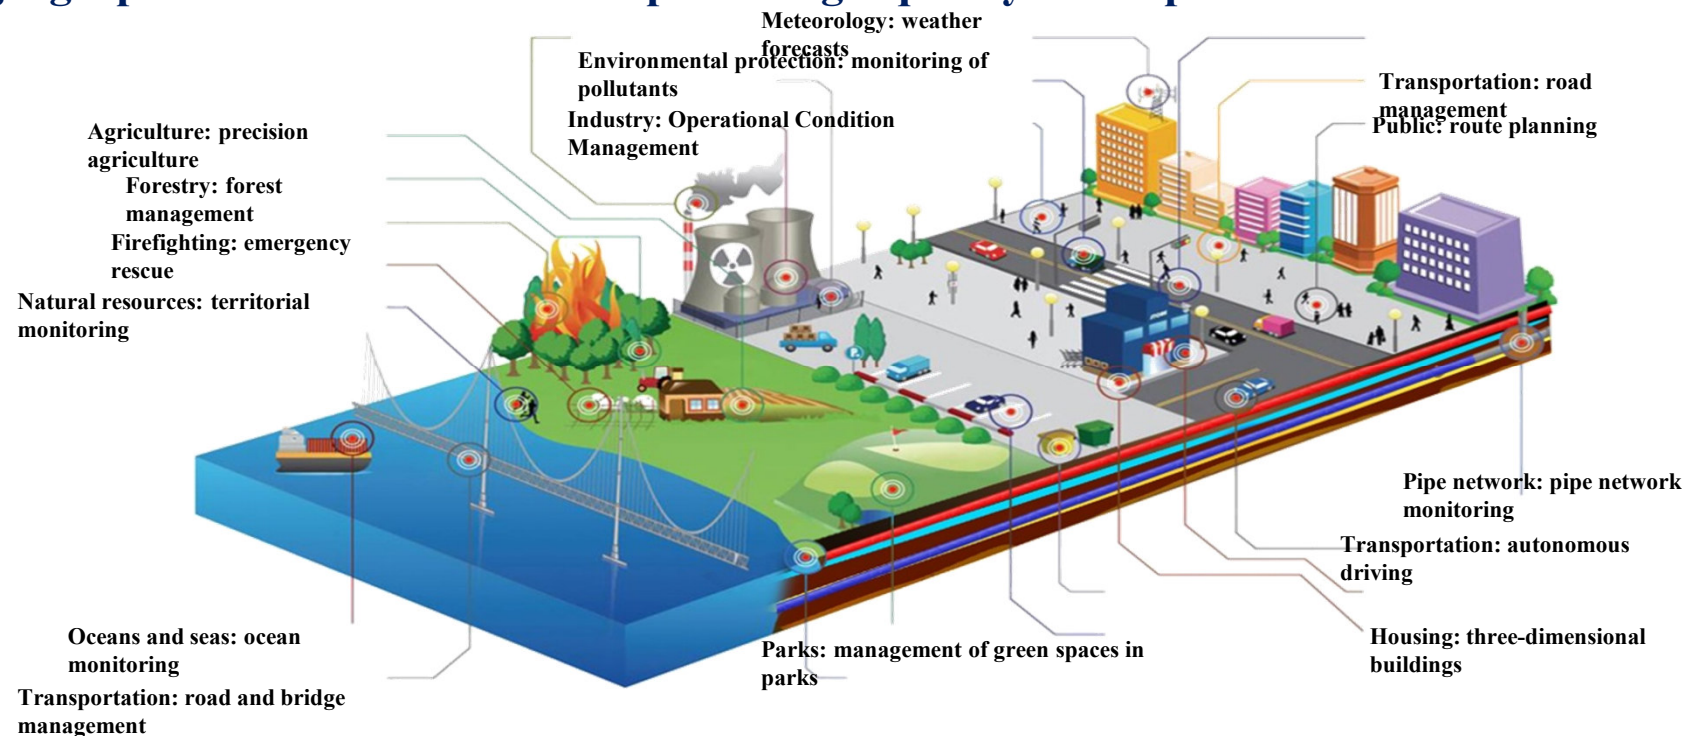 Meteorology: weather
forecasts
Environmental protection: monitoring of
pollutants
Industry: Operational Condition
Management
Transportation: road
management
Public: route planning
Agriculture: precision
agriculture
Forestry: forest
management
Firefighting: emergency
rescue
Natural resources: territorial
monitoring
Pipe network: pipe network
monitoring
Transportation: autonomous
driving
Housing: three-dimensional
buildings
Parks: management of green spaces in
parks
Oceans and seas: ocean
monitoring
Transportation: road and bridge
management